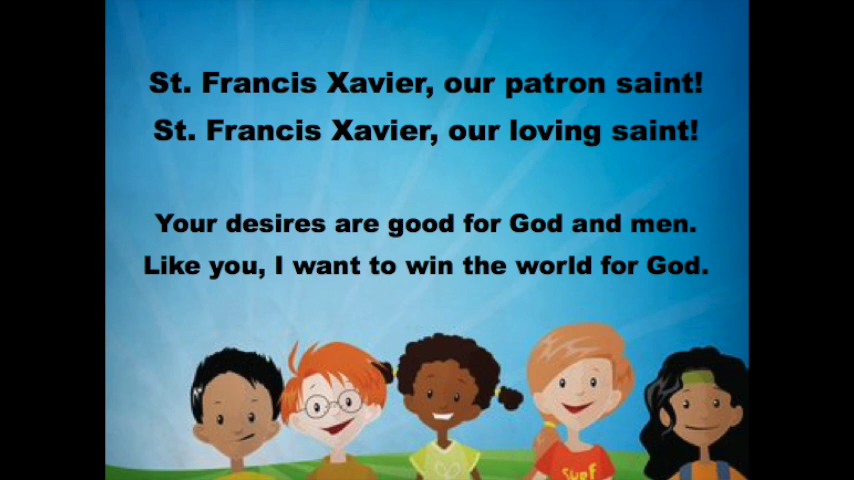 St. Francis Xavier, our patron saint!
St. Francis Xavier, our loving saint!
Your desires are good for God and men.
Like you, I want to win the world for God.
SURF